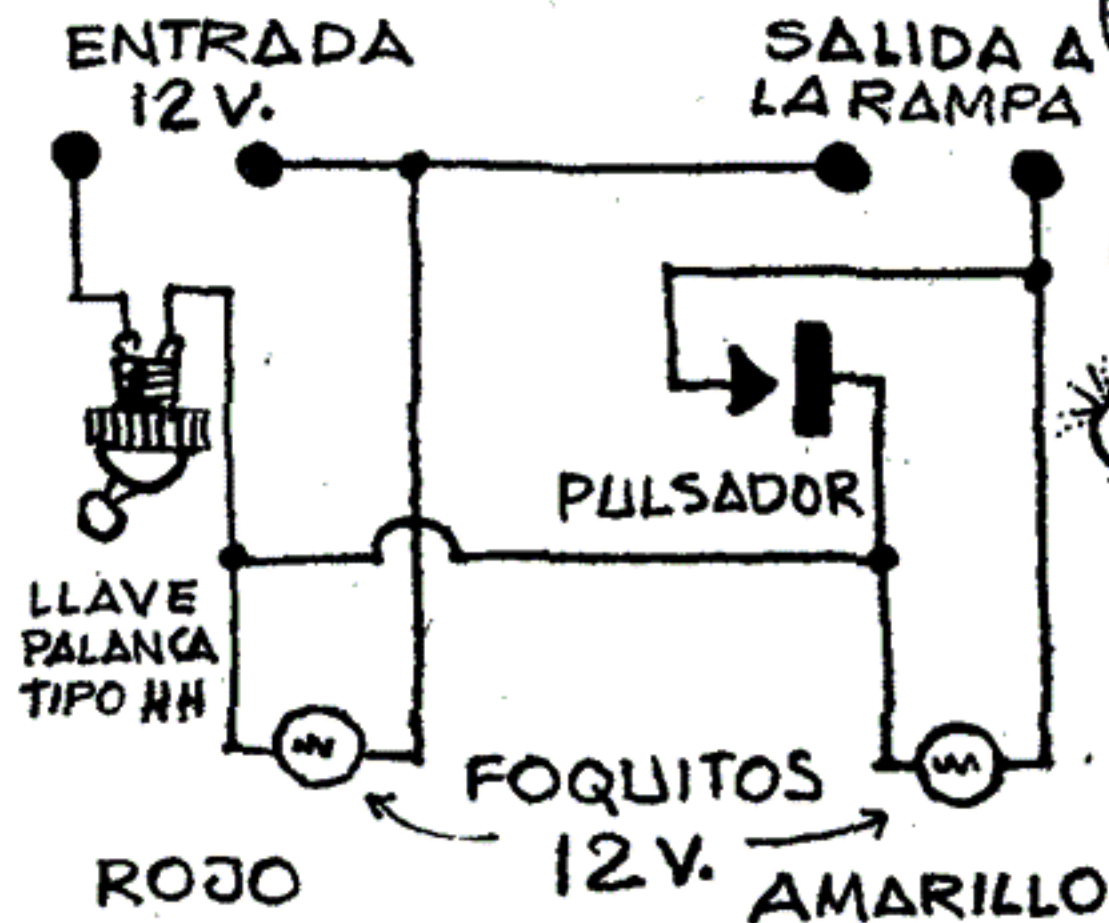 ENTRADA
12 V.
SALIDA A
LA RAMPA
PULSADOR
LLAVE
PALANCA
TIPO HH
FOQUITOS
12 V.
ROJO
AMARILLO